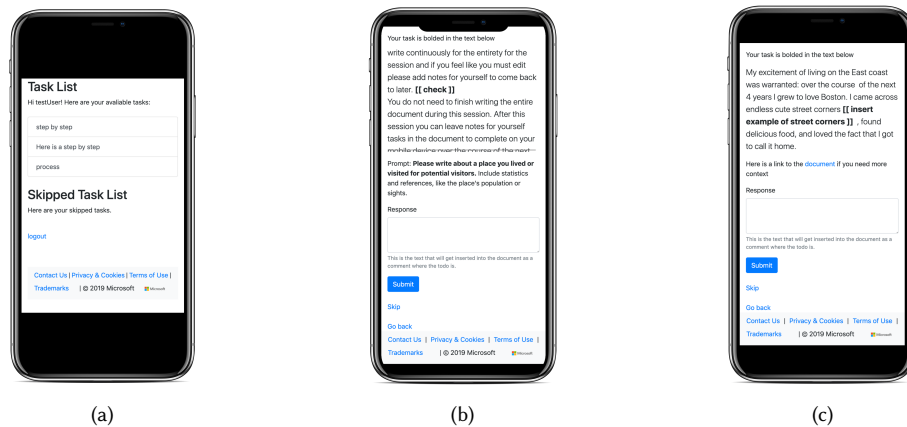 Task List
Hi testUser! Here are your avaliable tasks:
step by step
Here is a step by step
process
Skipped Task List
Here are your skipped tasks.
logout
Contact Us | Privacy & Cookies | Terms of Use |
Trademarks | © 2019 Microsoft Microsoft
(a)
Your task is bolded in the text below
write continuously for the entirety for the
session and if you feel like you must edit
please add notes for yourself to come back
to later. [[ check ]]
You do not need to finish writing the entire
document during this session. After this
session you can leave notes for yourself
tasks in the document to complete on your
mobile device over the course of the next
Prompt: Please write about a place you lived or
visited for potential visitors. Include statistics
and references, like the place's population or
sights.
Response
This is the text that will get inserted into the document as a
comment where the todo is.
Submit
Skip
Go back
Contact Us | Privacy & Cookies | Terms of Use |
Trademarks | © 2019 Microsoft Microsoft
(b)
Your task is bolded in the text below
My excitement of living on the East coast
was warranted: over the course of the next
4 years I grew to love Boston. I came across
endless cute street corners [[ insert
example of street corners ]] , found
delicious food, and loved the fact that I got
to call it home.
Here is a link to the document if you need more
context
Response
This is the text that will get inserted into the document as a
comment where the todo is.
Submit
Skip
Go back
Contact Us | Privacy & Cookies | Terms of Use |
Trademarks | © 2019 Microsoft Microsoft
(c)